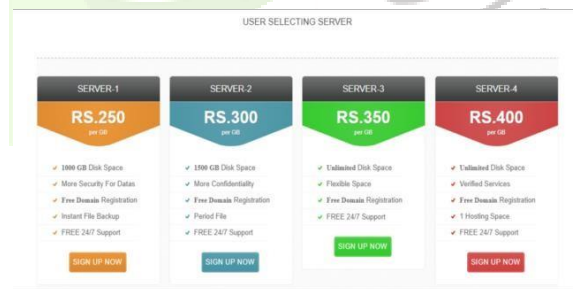 USER SELECTING SERVER
SERVER-1
RS.250
per GB
1000 GB Disk Space
More Security For Datas
Free Domain Registration
Instant File Backup
FREE 24/7 Support
SIGN UP NOW
SERVER-2
RS.300
per GB
1500 GB Disk Space
More Confidentiality
Free Domain Registration
Period File
FREE 24/7 Support
SIGN UP NOW
SERVER-3
RS.350
per GB
Unlimited Disk Space
Flexible Space
Free Domain Registration
FREE 24/7 Support
SIGN UP NOW
SERVER-4
RS.400
per GB
Unlimited Disk Space
Verified Services
Free Domain Registration
1 Hosting Space
FREE 24/7 Support
SIGN UP NOW